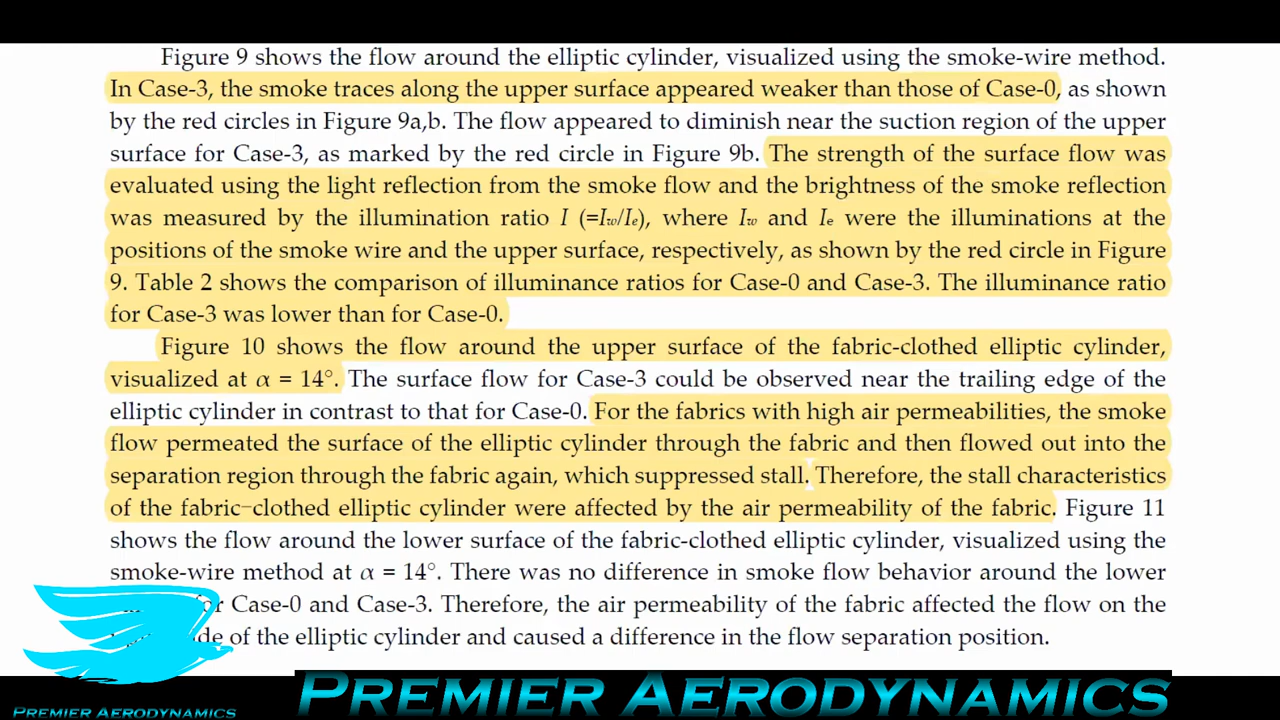 Figure 9 shows the flow around the elliptic cylinder, visualized using the smoke-wire method.
In Case-3, the smoke traces along the upper surface appeared weaker than those of Case-0, as shown
by the red circles in Figure 9a,b. The flow appeared to diminish near the suction region of the upper
surface for Case-3, as marked by the red circle in Figure 9b. The strength of the surface flow was
evaluated using the light reflection from the smoke flow and the brightness of the smoke reflection
was measured by the illumination ratio I (=Iw/Ie), where Iw and Ie were the illuminations at the
positions of the smoke wire and the upper surface, respectively, as shown by the red circle in Figure
9. Table 2 shows the comparison of illuminance ratios for Case-0 and Case-3. The illuminance ratio
for Case-3 was lower than for Case-0.
Figure 10 shows the flow around the upper surface of the fabric-clothed elliptic cylinder,
visualized at α = 14°. The surface flow for Case-3 could be observed near the trailing edge of the
elliptic cylinder in contrast to that for Case-0. For the fabrics with high air permeabilities, the smoke
flow permeated the surface of the elliptic cylinder through the fabric and then flowed out into the
separation region through the fabric again, which suppressed stall. Therefore, the stall characteristics
of the fabric−clothed elliptic cylinder were affected by the air permeability of the fabric. Figure 11
shows the flow around the lower surface of the fabric-clothed elliptic cylinder, visualized using the
smoke-wire method at α = 14°. There was no difference in smoke flow behavior around the lower
for Case-0 and Case-3. Therefore, the air permeability of the fabric affected the flow on the
of the elliptic cylinder and caused a difference in the flow separation position.
PREMIER AERODYNAMICS
PREMIER AERODYNAMICS